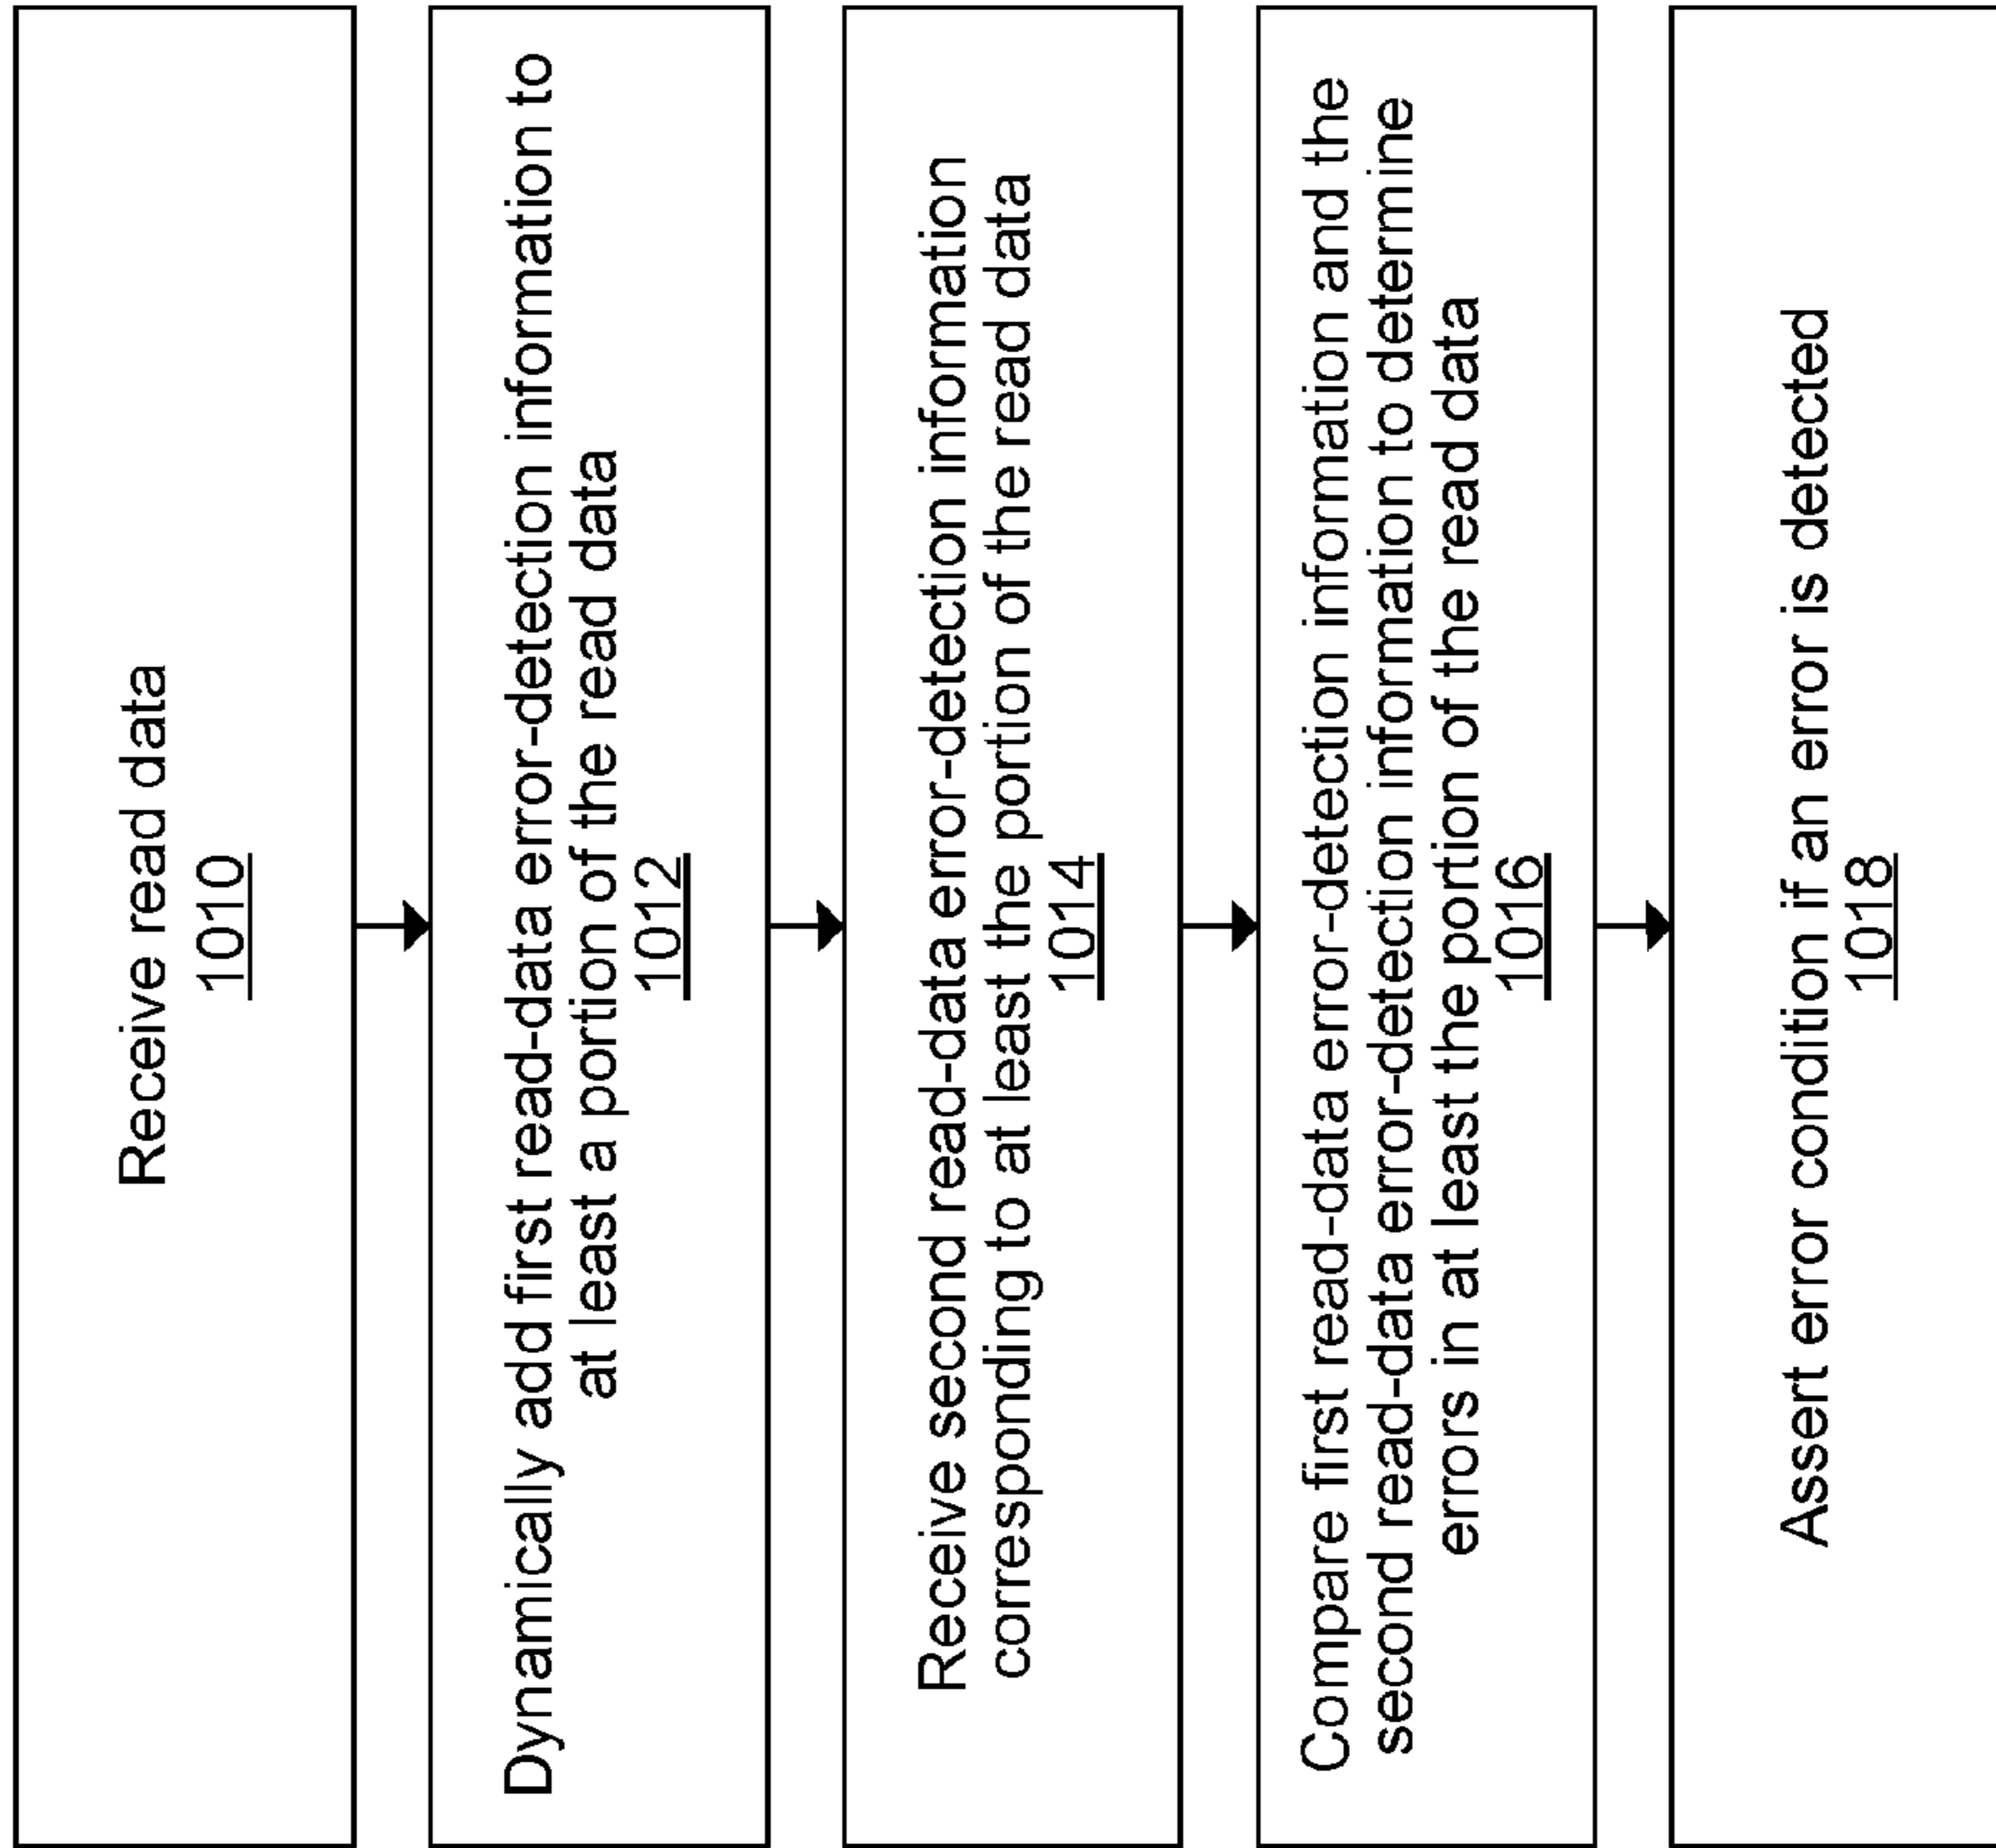 Receive read data
1010
Dynamically add first read-data error-detection information to
at least a portion of the read data
1012
Receive second read-data error-detection information
corresponding to at least the portion of the read data
1014
Compare first read-data error-detection information and the
second read-data error-detection information to determine
errors in at least the portion of the read data
1016
Assert error condition if an error is detected
1018